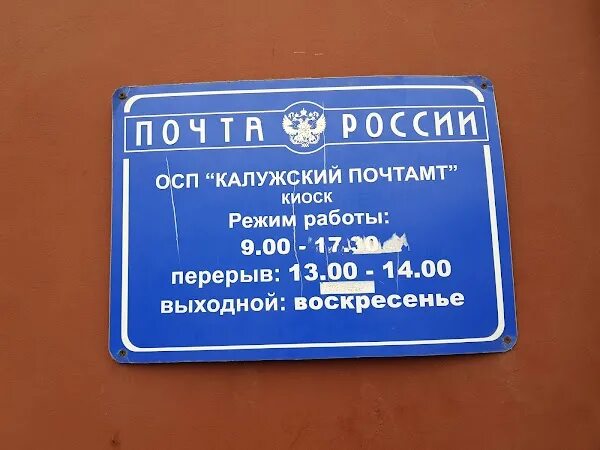 ПОЧТА РОССИИ
ОСП "КАЛУЖСКИЙ ПОЧТАМТ"
КИОСК
Режим работы:
9.00 - 17.30
перерыв: 13.00 - 14.00
выходной: воскресенье